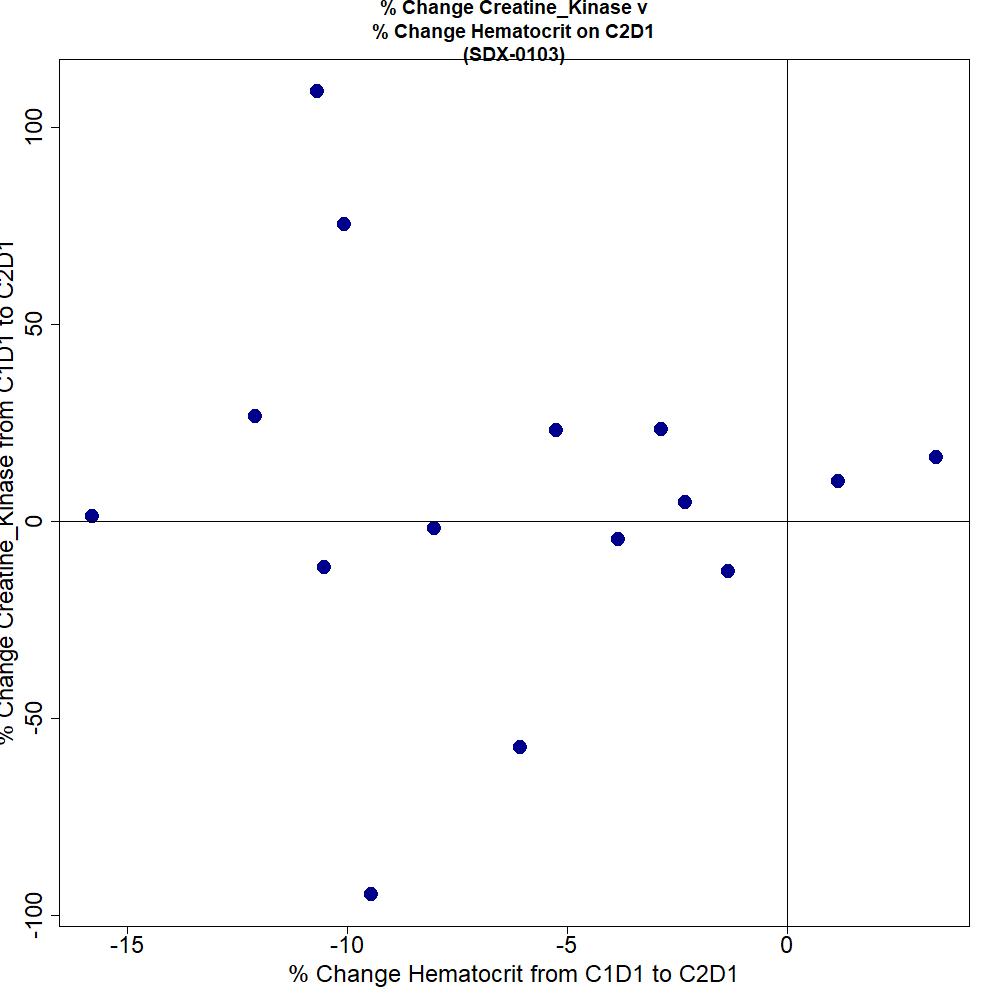 % Change Creatine_Kinase v
% Change Hematocrit on C2D1
(SDX-0103)
% Change Creatine_Kinase from C1D1 to C2D1
100
50
0
-50
-100
-15
-10
-5
0
% Change Hematocrit from C1D1 to C2D1